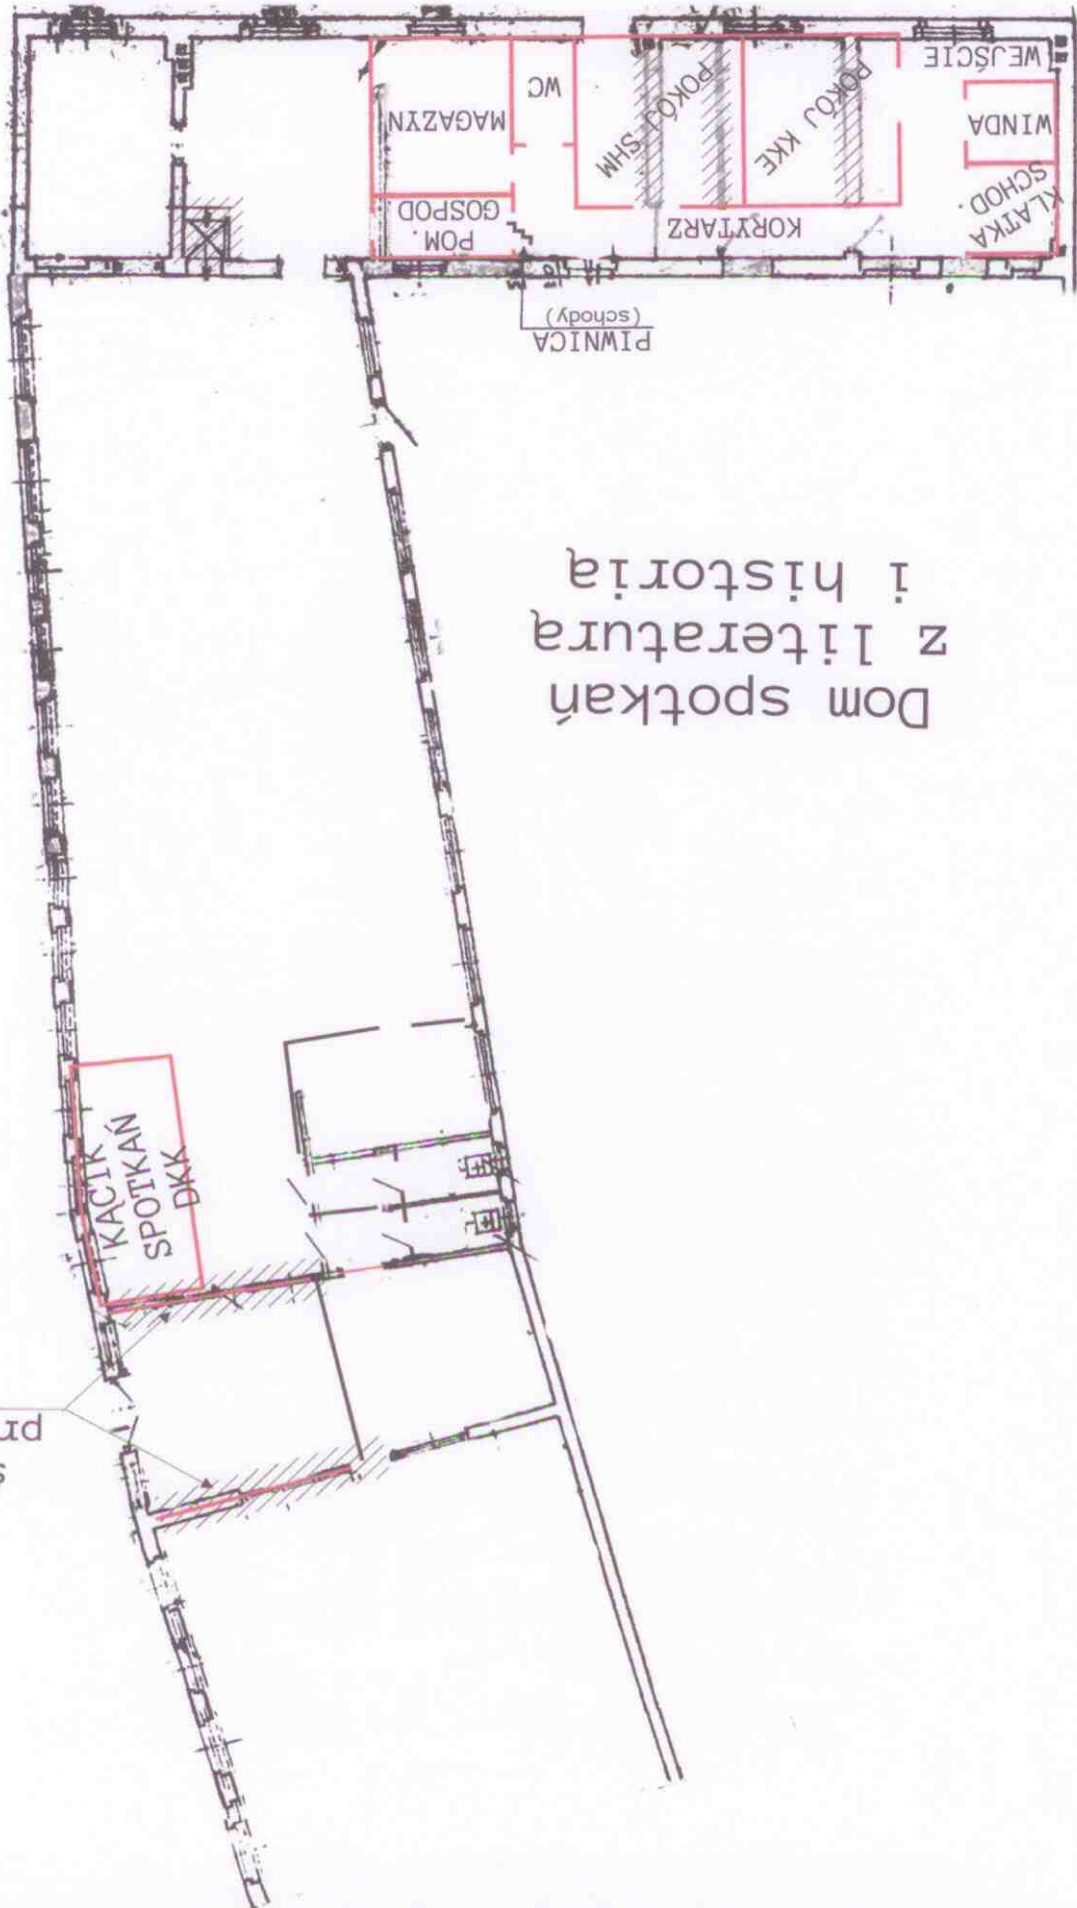 Dom spotkań
z literaturą
i historią
PIWNICA
(schody)
KLATKA
SCHOD.
WINDA
WEJŚCIE
KORYTARZ
POKÓJ KKE
POKÓJ SHM
WC
POM.
GOSPOD.
MAGAZYN
KĄCIK
SPOTKAŃ
DKK